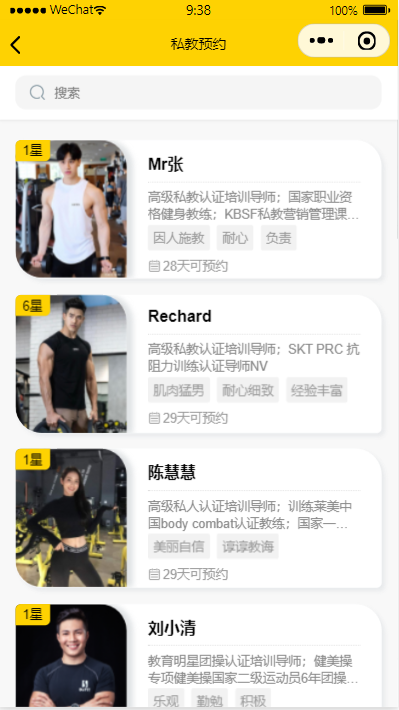 WeChat 9:38 100%
私教预约
搜索
1星
Mr张
高级私教认证培训导师；国家职业资
格健身教练；KBSF私教营销管理课…
因人施教 耐心 负责
28天可预约
6星
Rechard
高级私教认证培训导师；SKT PRC 抗
阻力训练认证导师NV
肌肉猛男 耐心细致 经验丰富
29天可预约
1星
陈慧慧
高级私人认证培训导师；训练莱美中
国body combat认证教练；国家一…
美丽自信 谆谆教诲
29天可预约
1星
刘小清
教育明星团操认证培训导师；健美操
专项健美操国家二级运动员6年团操…
乐观 勤勉 积极